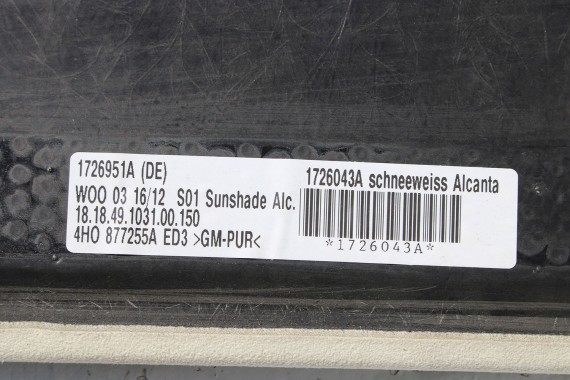 1726951A (DE)
WOO 03 16/12 S01 Sunshade Alc.
18.18.49.1031.00.150
4HO 877255A ED3 >GM-PUR<
1726043A schneeweiss Alcanta
*1726043A*